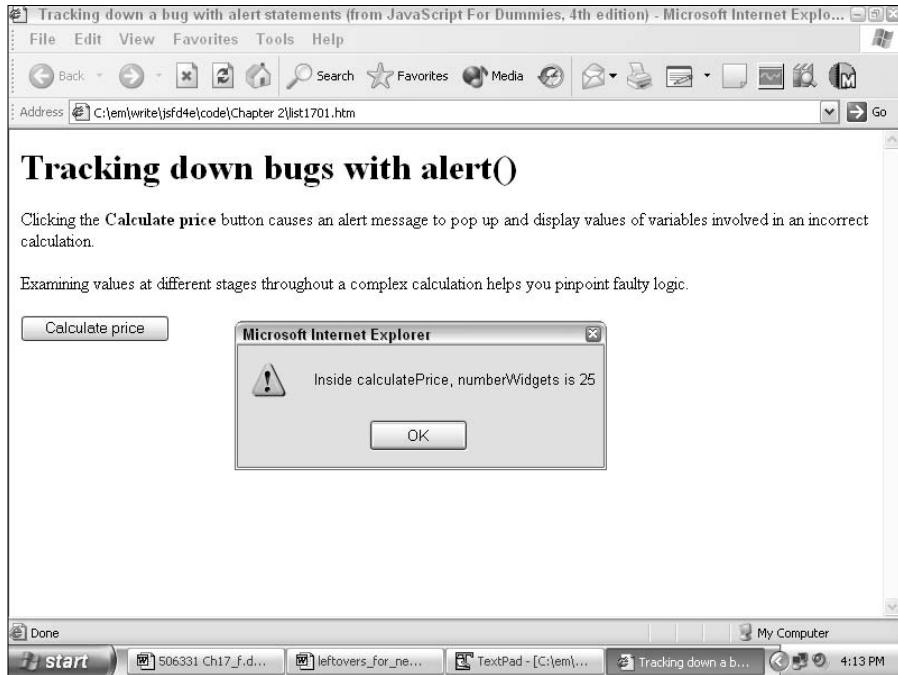 Tracking down a bug with alert statements (from JavaScript For Dummies, 4th edition) - Microsoft Internet Explo...
File Edit View Favorites Tools Help
Back Search Favorites Media
Address C:\em\write\jsfd4e\code\Chapter 2\list1701.htm Go
Tracking down bugs with alert()
Clicking the Calculate price button causes an alert message to pop up and display values of variables involved in an incorrect
calculation.
Examining values at different stages throughout a complex calculation helps you pinpoint faulty logic.
Calculate price
Microsoft Internet Explorer
Inside calculatePrice, numberWidgets is 25
OK
Done My Computer
start 506331 Ch17_f.d... leftovers_for_ne... TextPad - [C:\em\... Tracking down a b... 4:13 PM